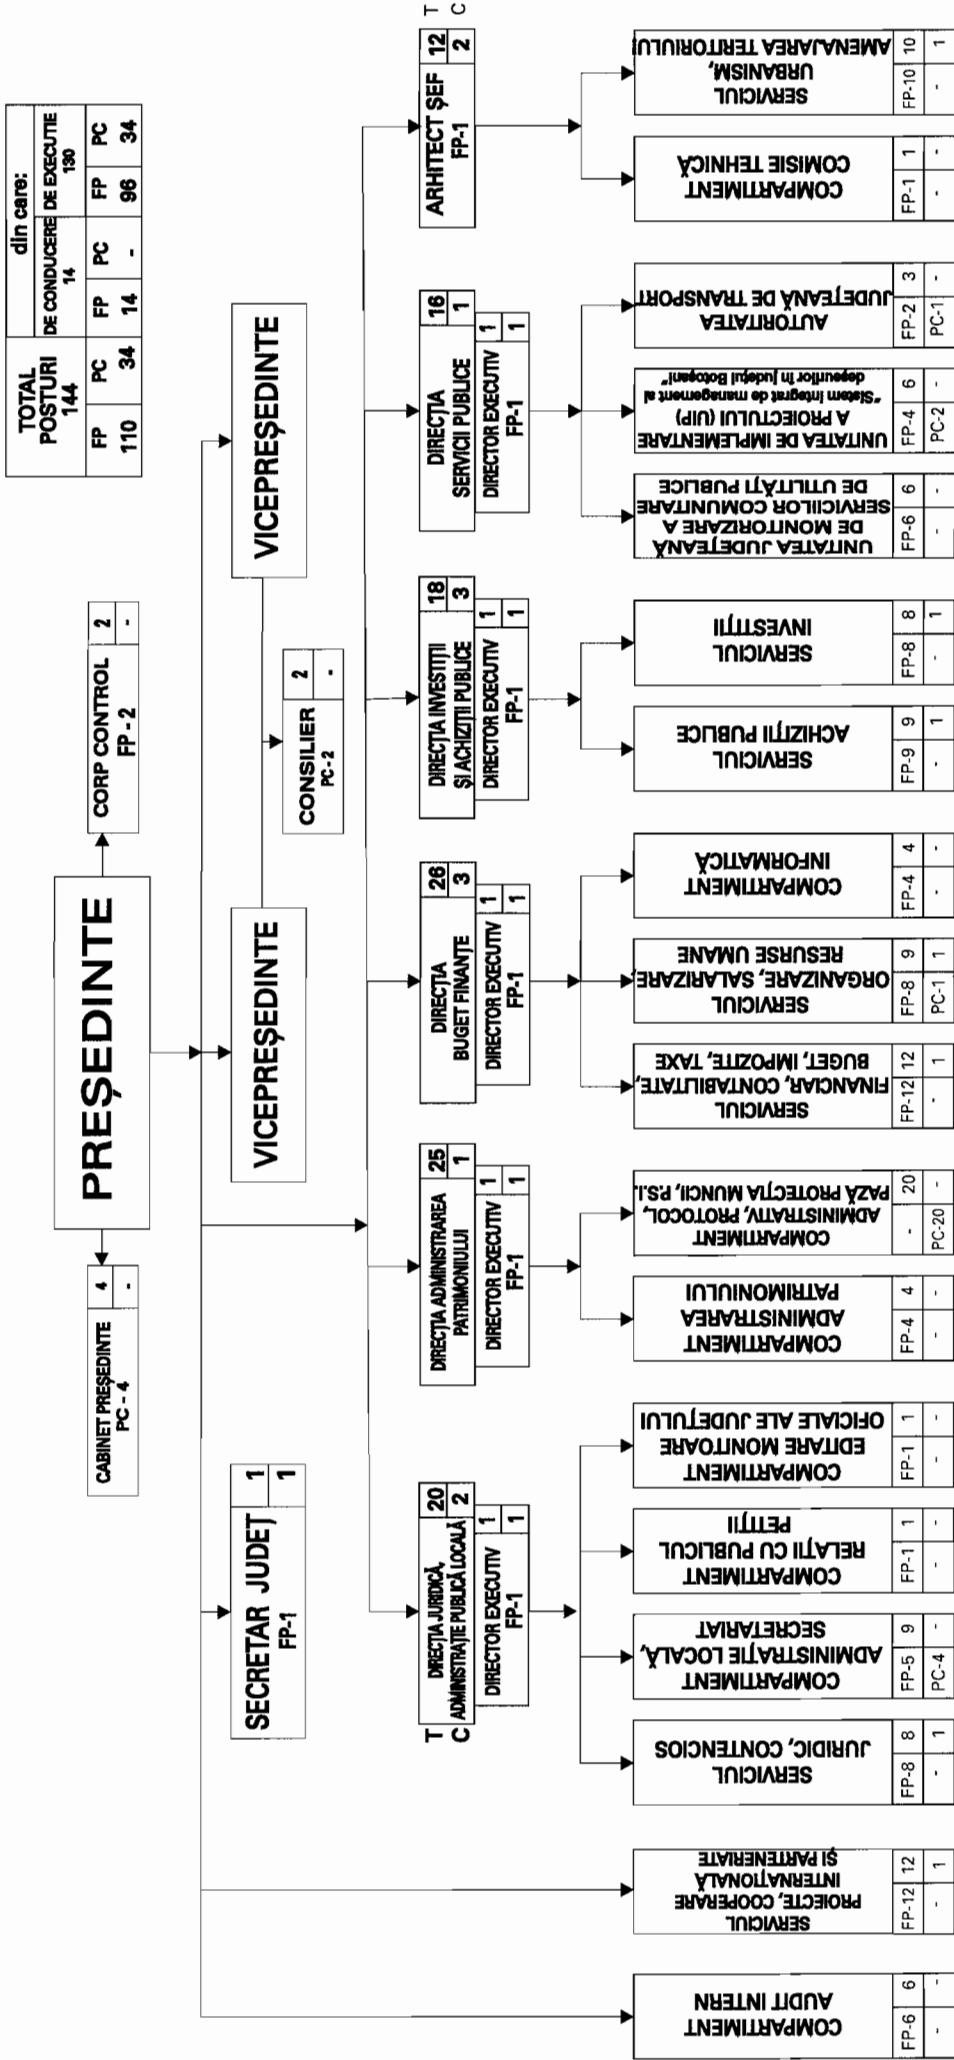 TOTAL
POSTURI
144
din care:
DE CONDUCERE
14
DE EXECUTIE
130
FP PC FP PC FP PC
110 34 14 - 96 34
PREȘEDINTE
CABINET PREȘEDINTE
PC - 4
4
-
CORP CONTROL
FP - 2
2
-
SECRETAR JUDEȚ
FP-1
1
1
VICEPREȘEDINTE
VICEPREȘEDINTE
CONSILIER
PC-2
2
-
T
C
DIRECȚIA JURIDICĂ,
ADMINISTRAȚIE PUBLICĂ LOCALĂ
20
2
DIRECTOR EXECUTIV
FP-1
1
1
DIRECȚIA ADMINISTRAREA
PATRIMONIULUI
25
1
DIRECTOR EXECUTIV
FP-1
1
1
DIRECȚIA
BUGET FINANȚE
26
3
DIRECTOR EXECUTIV
FP-1
1
1
DIRECȚIA INVESTIȚII
ȘI ACHIZIȚII PUBLICE
18
3
DIRECTOR EXECUTIV
FP-1
1
1
DIRECȚIA
SERVICII PUBLICE
16
1
DIRECTOR EXECUTIV
FP-1
1
1
ARHITECT ȘEF
FP-1
12
2
T
C
COMPARTIMENT
AUDIT INTERN
FP-6 6
- -
SERVICIUL
PROIECTE, COOPERARE
INTERNAȚIONALĂ
ȘI PARTENERIATE
FP-12 12
- 1
SERVICIUL
JURIDIC, CONTENCIOS
FP-8 8
- 1
COMPARTIMENT
ADMINISTRAȚIE LOCALĂ,
SECRETARIAT
FP-5 9
PC-4 -
COMPARTIMENT
RELAȚII CU PUBLICUL
PETIȚII
FP-1 1
- -
COMPARTIMENT
EDITARE MONITOARE
OFICIALE ALE JUDEȚULUI
FP-1 1
- -
COMPARTIMENT
ADMINISTRAREA
PATRIMONIULUI
FP-4 4
- -
COMPARTIMENT
ADMINISTRATIV, PROTOCOL,
PAZĂ PROTECȚIA MUNCII, P.S.I.
- 20
PC-20 -
SERVICIUL
FINANCIAR, CONTABILITATE,
BUGET, IMPOZITE, TAXE
FP-12 12
- 1
SERVICIUL
ORGANIZARE, SALARIZARE,
RESURSE UMANE
FP-8 9
PC-1 1
COMPARTIMENT
INFORMATICĂ
FP-4 4
- -
SERVICIUL
ACHIZIȚII PUBLICE
FP-9 9
- 1
SERVICIUL
INVESTIȚII
FP-8 8
- 1
UNITATEA JUDEȚEANĂ
DE MONITORIZARE A
SERVICIILOR COMUNITARE
DE UTILITĂȚI PUBLICE
FP-6 6
- -
UNITATEA DE IMPLEMENTARE
A PROIECTULUI (UIP)
"Sistem integrat de management al
deșeurilor în județul Botoșani"
FP-4 6
PC-2 -
AUTORITATEA
JUDEȚEANĂ DE TRANSPORT
FP-2 3
PC-1 -
COMPARTIMENT
COMISIE TEHNICĂ
FP-1 1
- -
SERVICIUL
URBANISM,
AMENAJAREA TERITORIULUI
FP-10 10
- 1